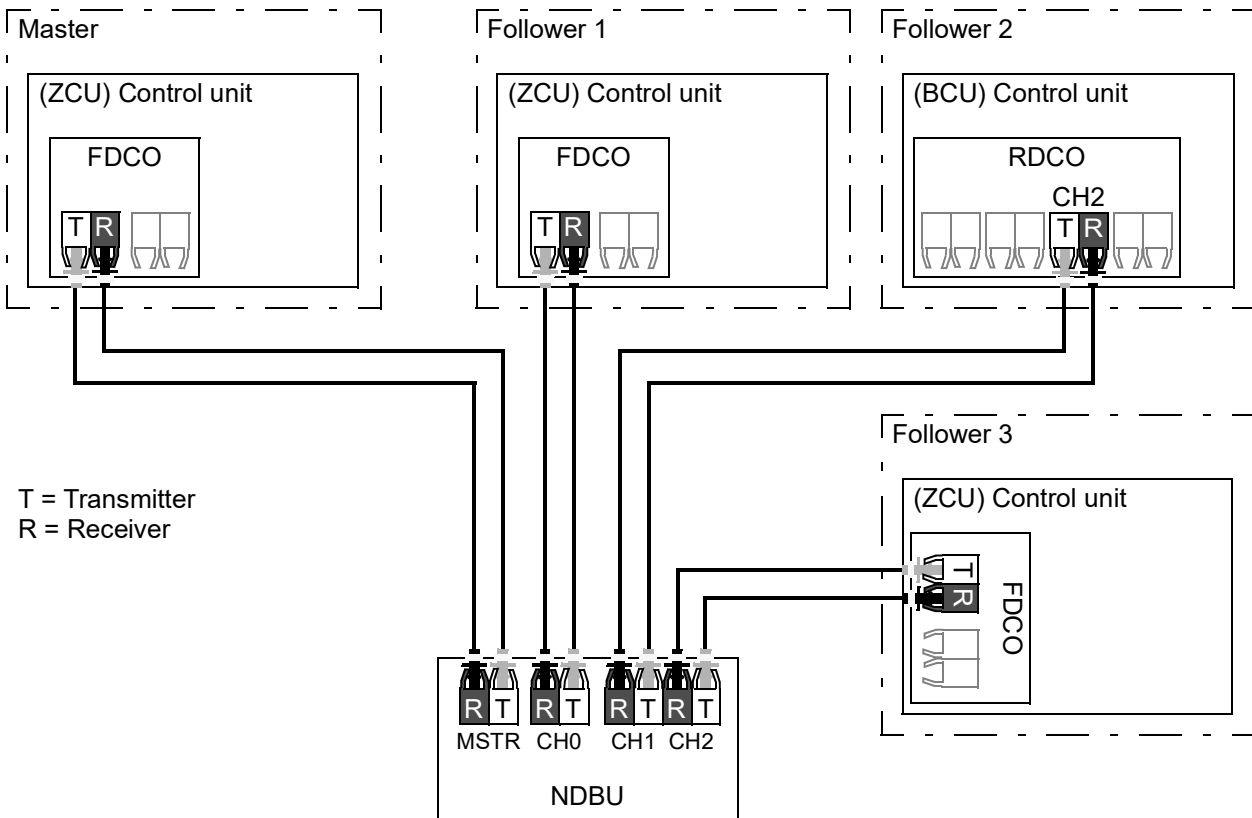 Master
(ZCU) Control unit
FDCO
T R
Follower 1
(ZCU) Control unit
FDCO
T R
Follower 2
(BCU) Control unit
RDCO
CH2
T R
Follower 3
(ZCU) Control unit
T
R
FDCO
T = Transmitter
R = Receiver
R T R T R T R T
MSTR CH0 CH1 CH2
NDBU